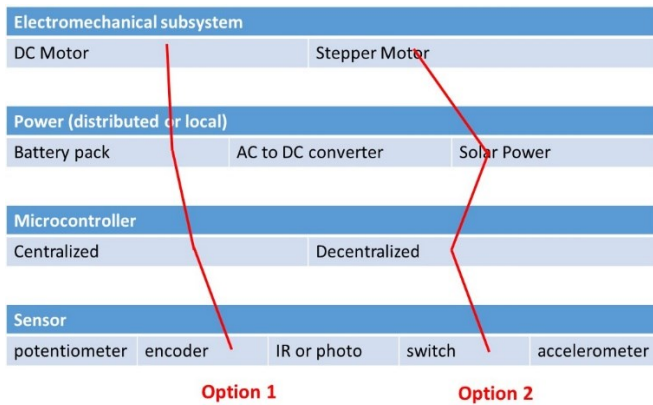 Electromechanical subsystem
DC Motor Stepper Motor
Power (distributed or local)
Battery pack AC to DC converter Solar Power
Microcontroller
Centralized Decentralized
Sensor
potentiometer encoder IR or photo switch accelerometer
Option 1 Option 2